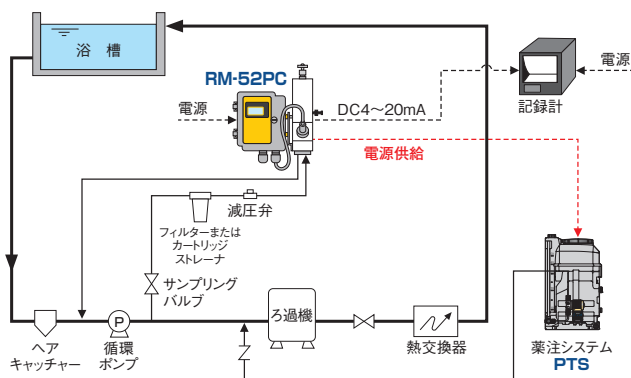 浴 槽
RM-52PC
電源
DC4～20mA
電源
記録計
電源供給
減圧弁
フィルターまたは
カートリッジ
ストレーナ
サンプリング
バルブ
ろ過機
P
ヘア
キャッチャー
循環
ポンプ
熱交換器
薬注システム
PTS